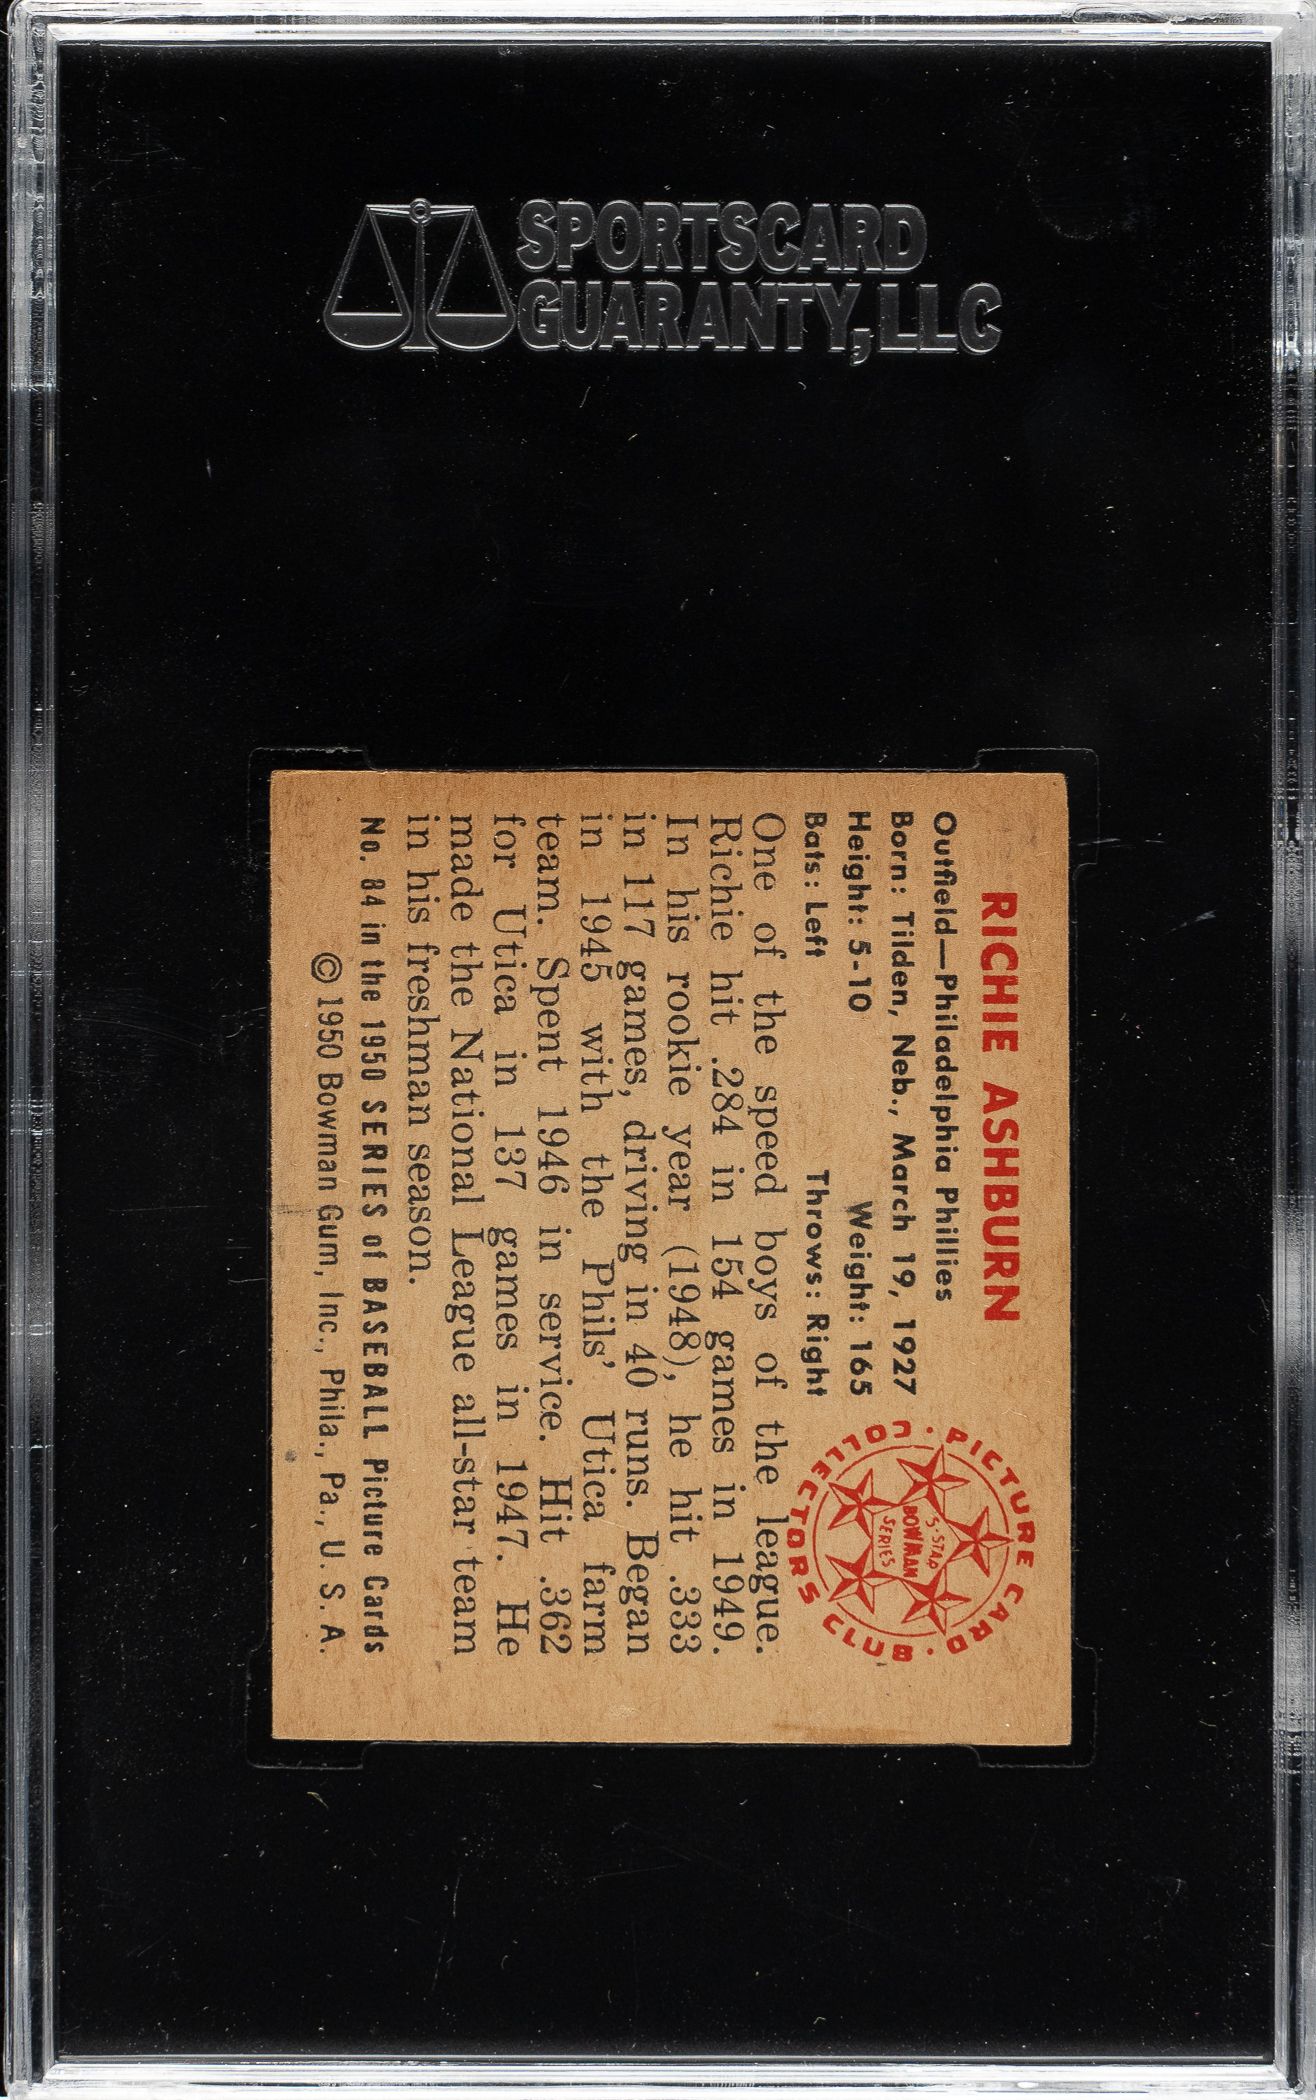 SPORTSCARD
GUARANTY, LLC
RICHIE ASHBURN
Outfield—Philadelphia Phillies
Born: Tilden, Neb., March 19, 1927
Height: 5-10 Weight: 165
Bats: Left Throws: Right
PICTURE CARD · COLLECTORS CLUB ·
5-STAR
BOWMAN
SERIES
One of the speed boys of the league.
Richie hit .284 in 154 games in 1949.
In his rookie year (1948), he hit .333
in 117 games, driving in 40 runs. Began
in 1945 with the Phils' Utica farm
team. Spent 1946 in service. Hit .362
for Utica in 137 games in 1947. He
made the National League all-star team
in his freshman season.
No. 84 in the 1950 SERIES of BASEBALL Picture Cards
© 1950 Bowman Gum, Inc., Phila., Pa., U. S. A.